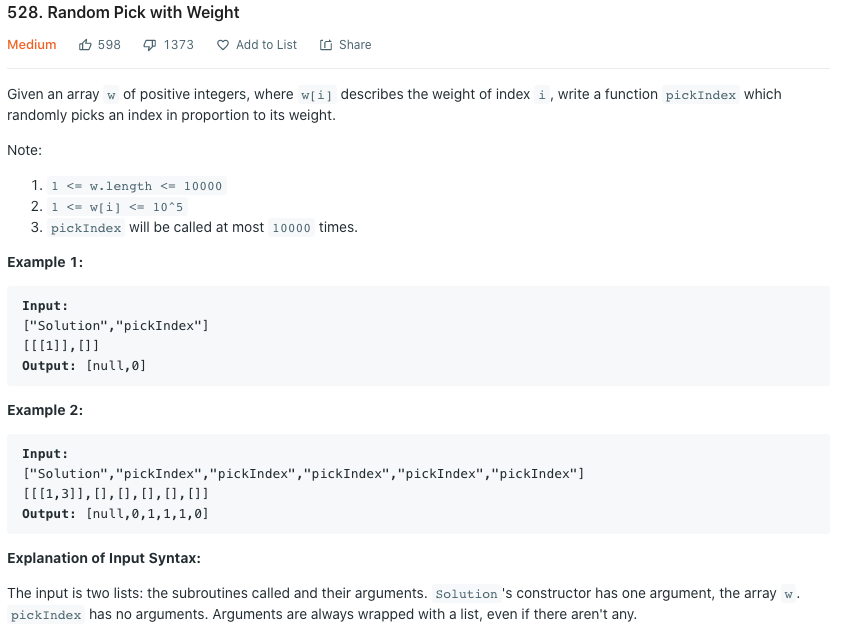 528. Random Pick with Weight
Medium 598 1373 Add to List Share
Given an array w of positive integers, where w[i] describes the weight of index i, write a function pickIndex which
randomly picks an index in proportion to its weight.
Note:
1. 1 <= w.length <= 10000
2. 1 <= w[i] <= 10^5
3. pickIndex will be called at most 10000 times.
Example 1:
Input:
["Solution","pickIndex"]
[[[1]],[]]
Output: [null,0]
Example 2:
Input:
["Solution","pickIndex","pickIndex","pickIndex","pickIndex","pickIndex"]
[[[1,3]],[],[],[],[],[]]
Output: [null,0,1,1,1,0]
Explanation of Input Syntax:
The input is two lists: the subroutines called and their arguments. Solution 's constructor has one argument, the array w.
pickIndex has no arguments. Arguments are always wrapped with a list, even if there aren't any.